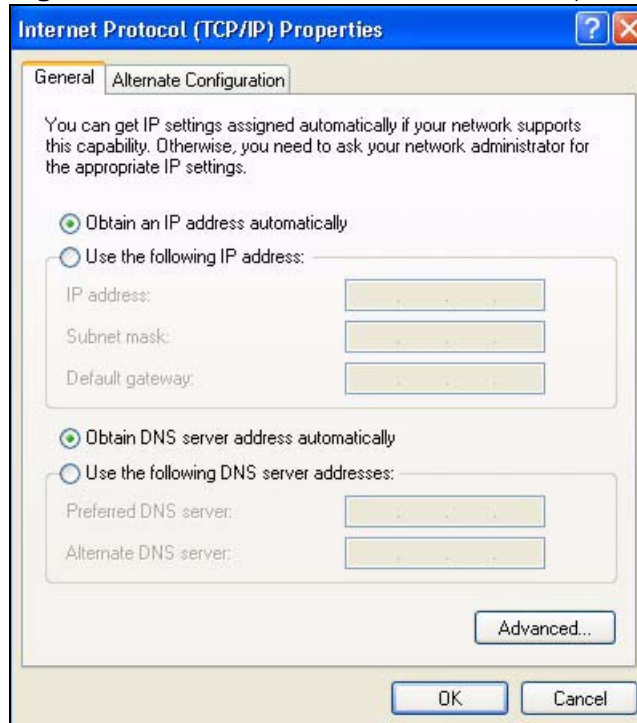 Internet Protocol (TCP/IP) Properties
General
Alternate Configuration
You can get IP settings assigned automatically if your network supports
this capability. Otherwise, you need to ask your network administrator for
the appropriate IP settings.
Obtain an IP address automatically
Use the following IP address:
IP address:
Subnet mask:
Default gateway:
Obtain DNS server address automatically
Use the following DNS server addresses:
Preferred DNS server:
Alternate DNS server:
Advanced...
OK
Cancel